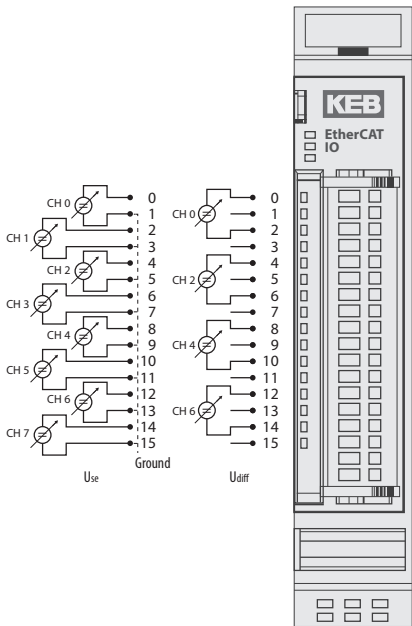 KEB
EtherCAT
IO
CH 0
CH 1
CH 2
CH 3
CH 4
CH 5
CH 6
CH 7
0
1
2
3
4
5
6
7
8
9
10
11
12
13
14
15
Ground
Use
CH 0
CH 2
CH 4
CH 6
0
1
2
3
4
5
6
7
8
9
10
11
12
13
14
15
Udiff